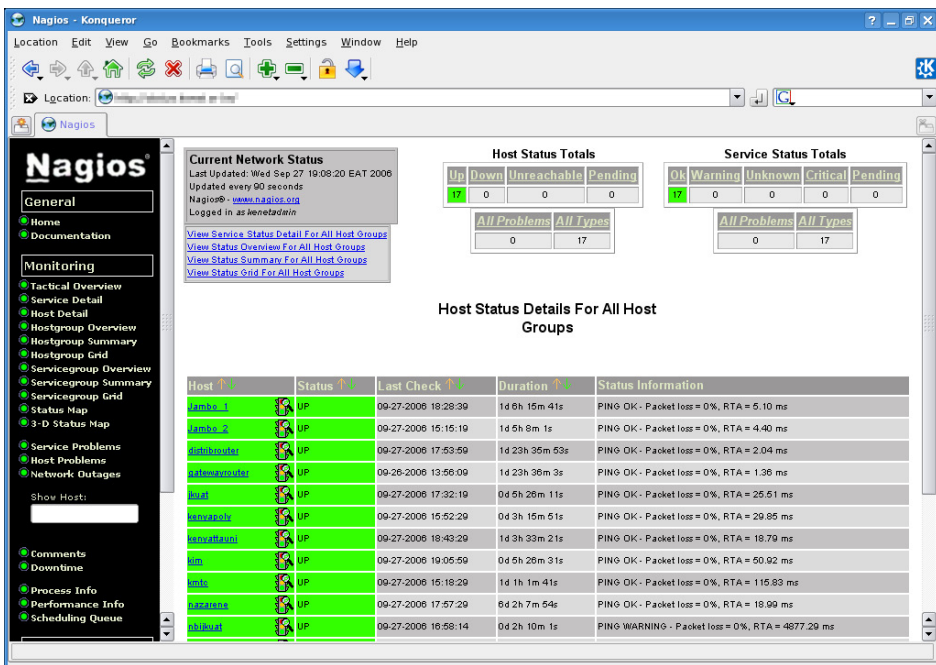 Nagios - Konqueror
Location Edit View Go Bookmarks Tools Settings Window Help
Location:
Nagios
Nagios®
General
Home
Documentation
Monitoring
Tactical Overview
Service Detail
Host Detail
Hostgroup Overview
Hostgroup Summary
Hostgroup Grid
Servicegroup Overview
Servicegroup Summary
Servicegroup Grid
Status Map
3-D Status Map
Service Problems
Host Problems
Network Outages
Show Host:
Comments
Downtime
Process Info
Performance Info
Scheduling Queue
Current Network Status
Last Updated: Wed Sep 27 19:08:20 EAT 2006
Updated every 90 seconds
Nagios® - www.nagios.org
Logged in as kenetadmin
View Service Status Detail For All Host Groups
View Status Overview For All Host Groups
View Status Summary For All Host Groups
View Status Grid For All Host Groups
Host Status Totals
Up Down Unreachable Pending
17 0 0 0
All Problems All Types
0 17
Service Status Totals
Ok Warning Unknown Critical Pending
17 0 0 0 0
All Problems All Types
0 17
Host Status Details For All Host
Groups
Host Status Last Check Duration Status Information
Jambo_1 UP 09-27-2006 18:28:39 1d 6h 15m 41s PING OK - Packet loss = 0%, RTA = 5.10 ms
Jambo_2 UP 09-27-2006 15:15:19 1d 5h 8m 1s PING OK - Packet loss = 0%, RTA = 4.40 ms
distribrouter UP 09-27-2006 17:53:59 1d 23h 35m 53s PING OK - Packet loss = 0%, RTA = 2.04 ms
gatewayrouter UP 09-26-2006 13:56:09 1d 23h 36m 3s PING OK - Packet loss = 0%, RTA = 1.36 ms
jkuat UP 09-27-2006 17:32:19 0d 5h 26m 11s PING OK - Packet loss = 0%, RTA = 25.51 ms
kenyapoly UP 09-27-2006 15:52:29 0d 3h 15m 51s PING OK - Packet loss = 0%, RTA = 29.85 ms
kenyattauni UP 09-27-2006 18:43:29 1d 3h 33m 21s PING OK - Packet loss = 0%, RTA = 18.79 ms
kim UP 09-27-2006 19:05:59 0d 5h 26m 31s PING OK - Packet loss = 0%, RTA = 50.92 ms
kmtc UP 09-27-2006 15:18:29 1d 1h 1m 41s PING OK - Packet loss = 0%, RTA = 115.83 ms
nazarene UP 09-27-2006 17:57:29 6d 2h 7m 54s PING OK - Packet loss = 0%, RTA = 18.99 ms
nbijkuat UP 09-27-2006 16:58:14 0d 2h 10m 1s PING WARNING - Packet loss = 0%, RTA = 4877.29 ms